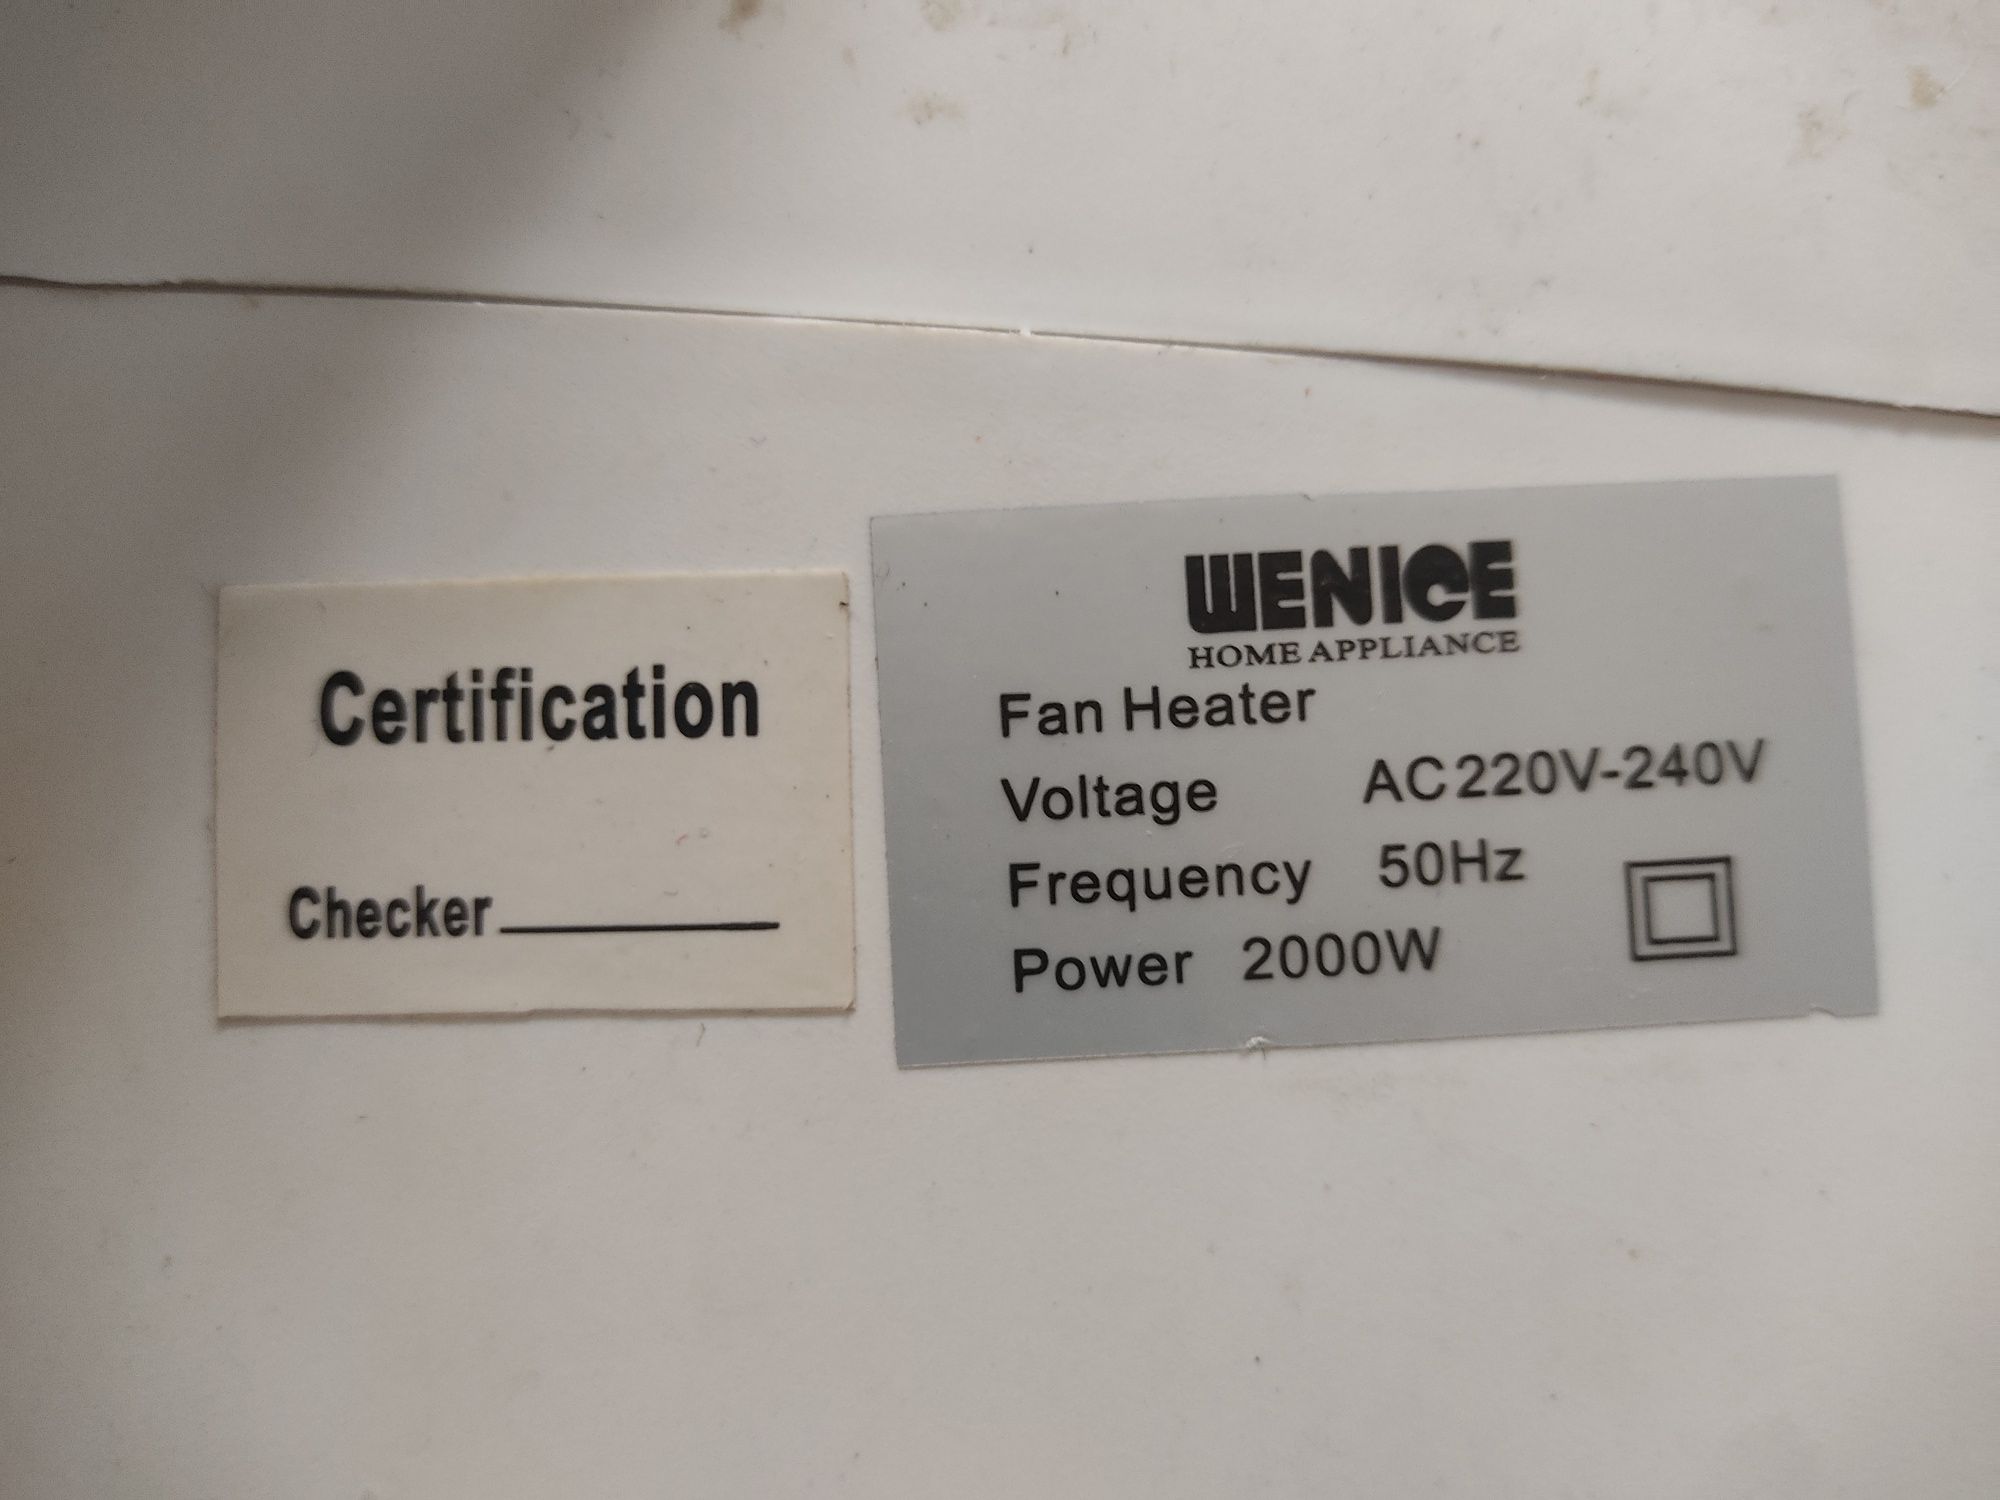 Certification
Checker
WENICE
HOME APPLIANCE
Fan Heater
Voltage AC220V-240V
Frequency 50Hz
Power 2000W